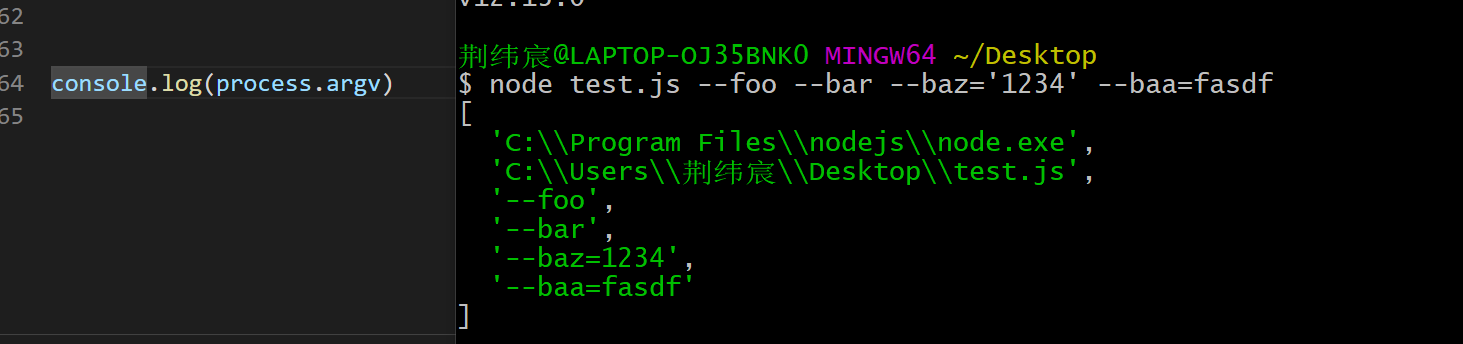 62
63
64 console.log(process.argv)
65
v12.13.0
荆纬宸@LAPTOP-OJ35BNKO MINGW64 ~/Desktop
$ node test.js --foo --bar --baz='1234' --baa=fasdf
[
'C:\\Program Files\\nodejs\\node.exe',
'C:\\Users\\荆纬宸\\Desktop\\test.js',
'--foo',
'--bar',
'--baz=1234',
'--baa=fasdf'
]